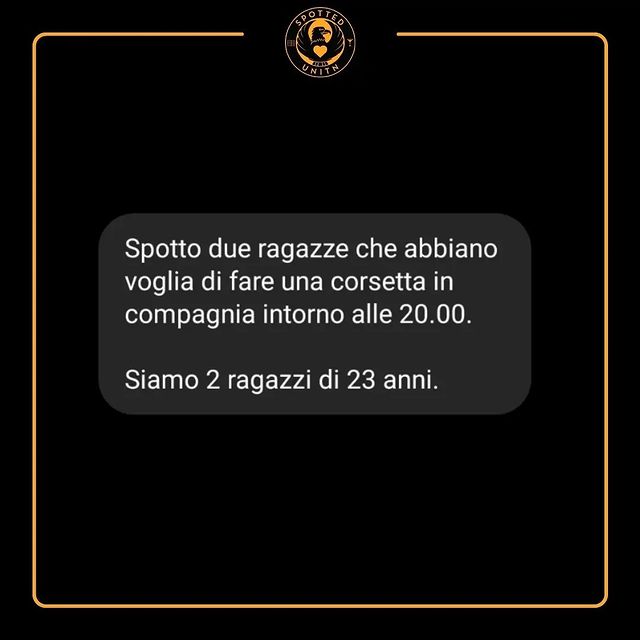 SPOTTED
UNITN
Spotto due ragazze che abbiano
voglia di fare una corsetta in
compagnia intorno alle 20.00.
Siamo 2 ragazzi di 23 anni.